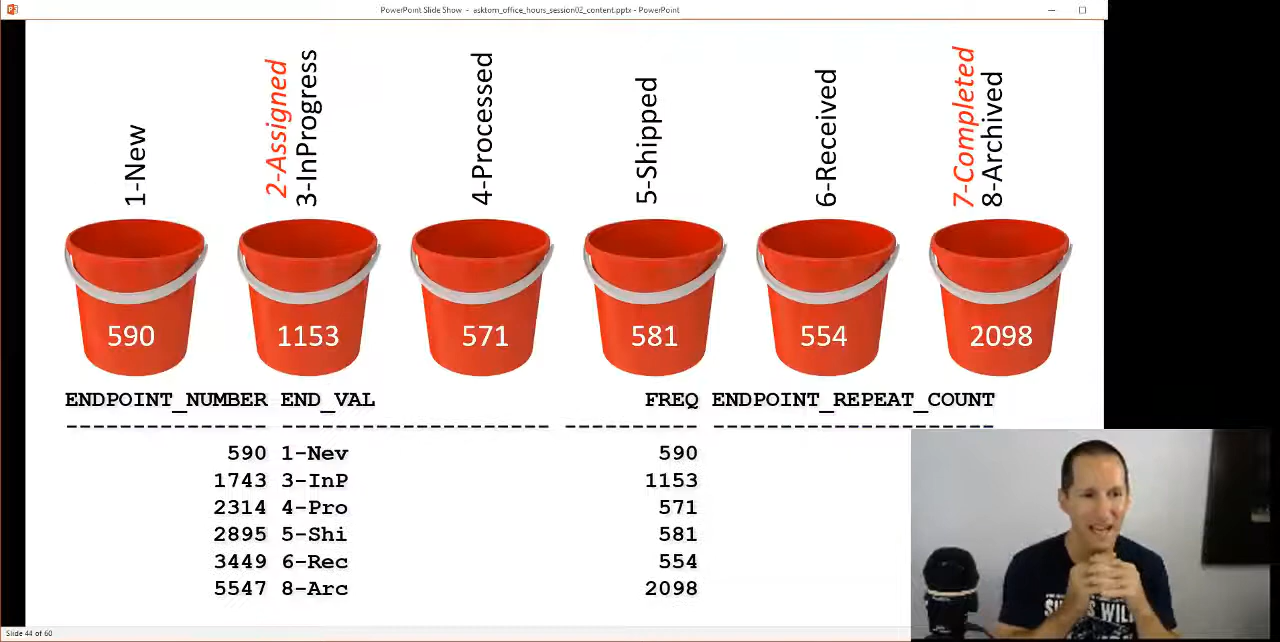 PowerPoint Slide Show - asktom_office_hours_session02_content.pptx - PowerPoint
1-New
2-Assigned
3-InProgress
4-Processed
5-Shipped
6-Received
7-Completed
8-Archived
590
1153
571
581
554
2098
ENDPOINT_NUMBER END_VAL FREQ ENDPOINT_REPEAT_COUNT
--------------- -------------------- ---------- ---------------------
590 1-Nev 590
1743 3-InP 1153
2314 4-Pro 571
2895 5-Shi 581
3449 6-Rec 554
5547 8-Arc 2098
Slide 44 of 60